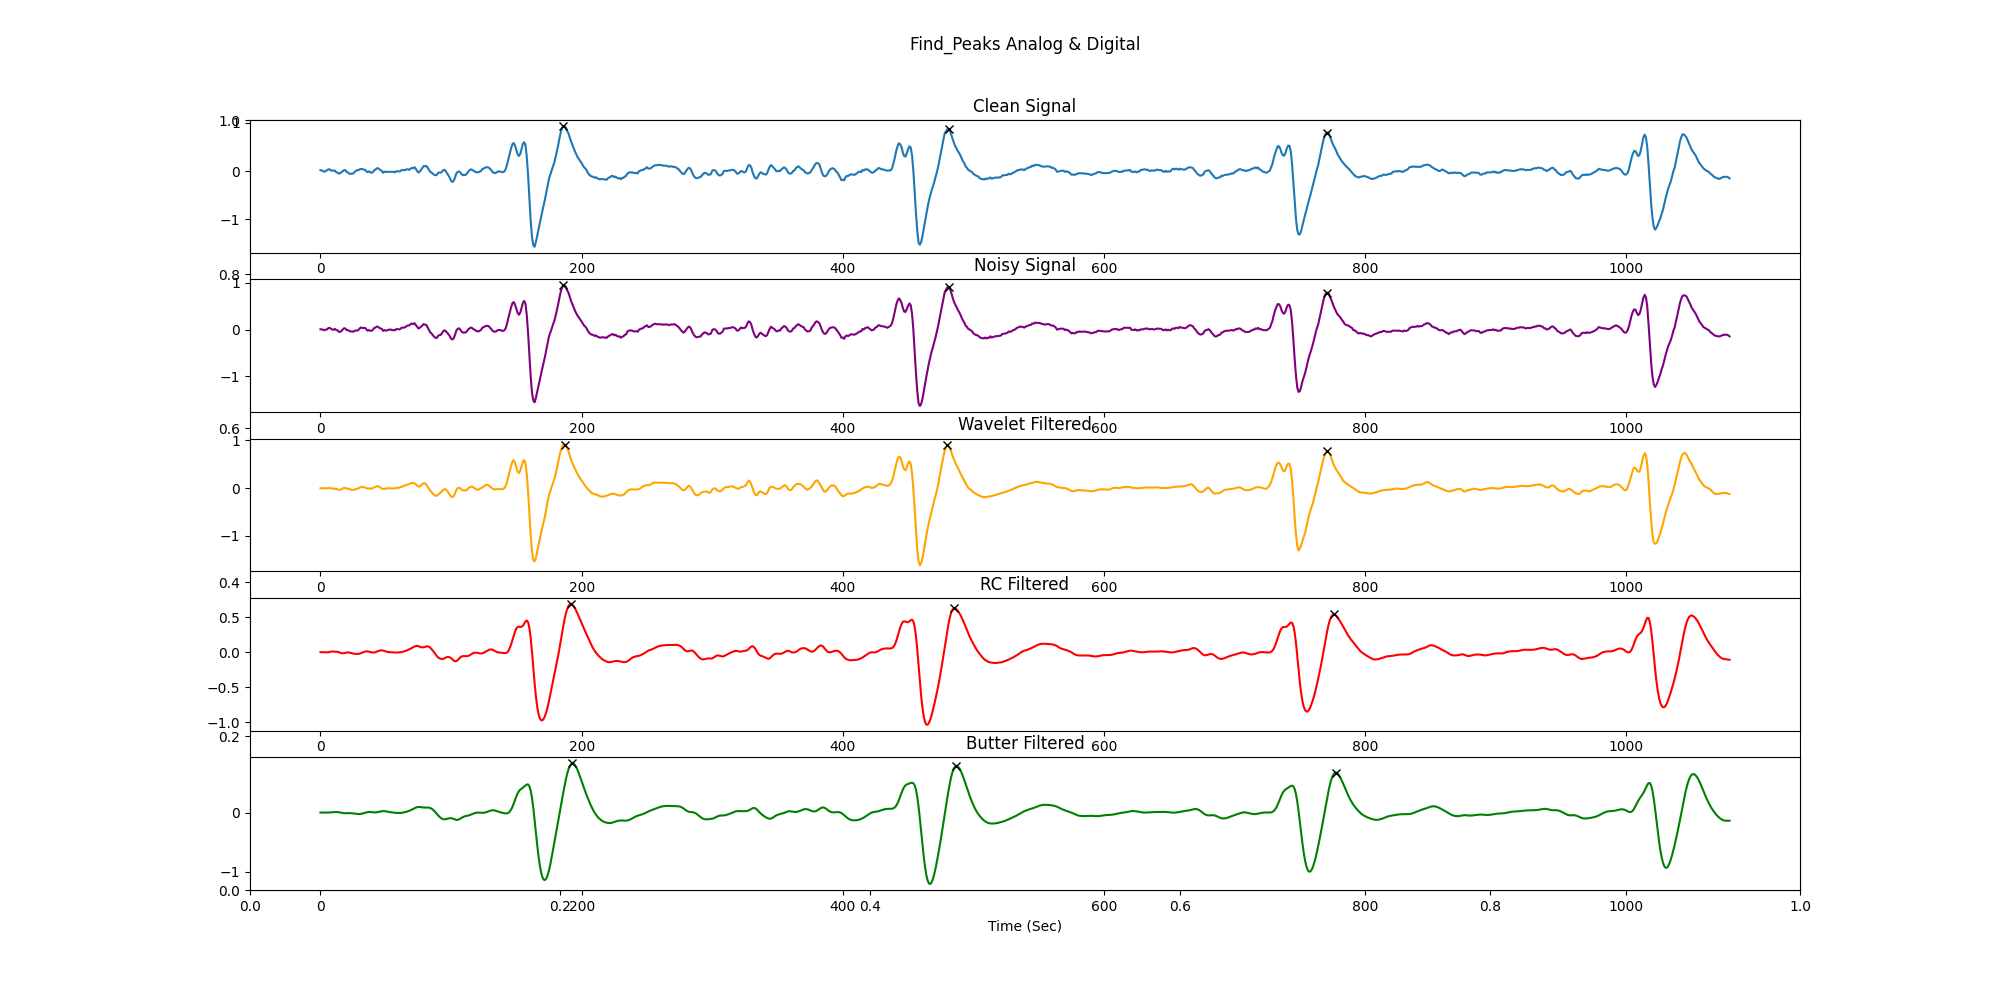 Find_Peaks Analog & Digital
Clean Signal
1.0 1
0
−1
0 200 400 600 800 1000
0.8 Noisy Signal
1
0
−1
0 200 400 600 800 1000
0.6 Wavelet Filtered
1
0
−1
0 200 400 600 800 1000
0.4 RC Filtered
0.5
0.0
−0.5
−1.0
0 200 400 600 800 1000
0.2 Butter Filtered
0
−1
0.0
0.0 0 0.2 200 400 0.4 600 0.6 800 0.8 1000 1.0
Time (Sec)